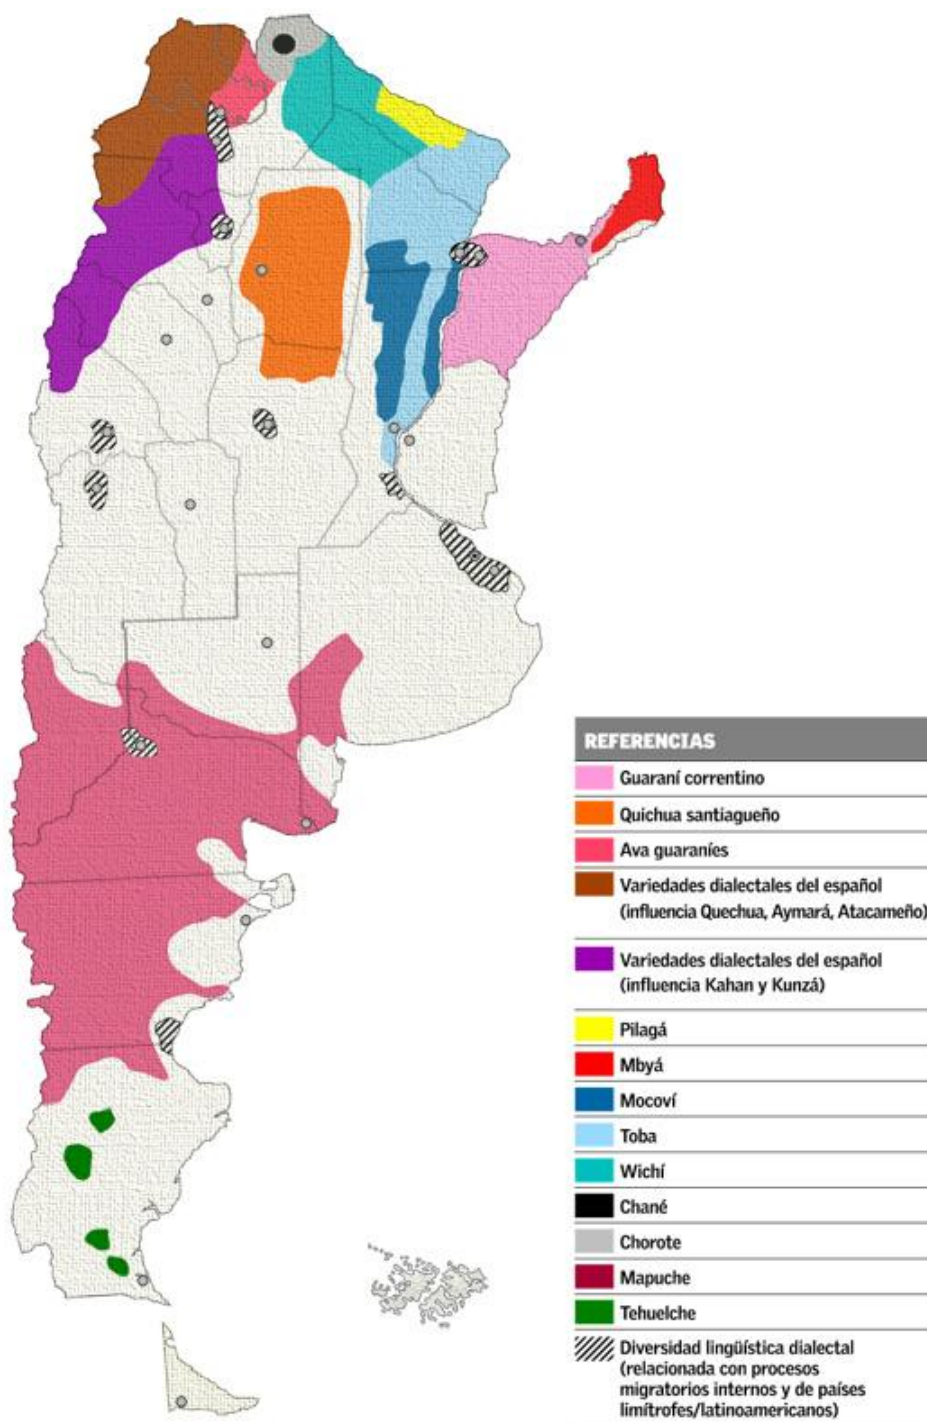 REFERENCIAS
Guaraní correntino
Quichua santiagueño
Ava guaraníes
Variedades dialectales del español
(influencia Quechua, Aymará, Atacameño)
Variedades dialectales del español
(influencia Kahan y Kunzá)
Pilagá
Mbyá
Mocoví
Toba
Wichí
Chané
Chorote
Mapuche
Tehuelche
Diversidad lingüística dialectal
(relacionada con procesos
migratorios internos y de países
limítrofes/latinoamericanos)